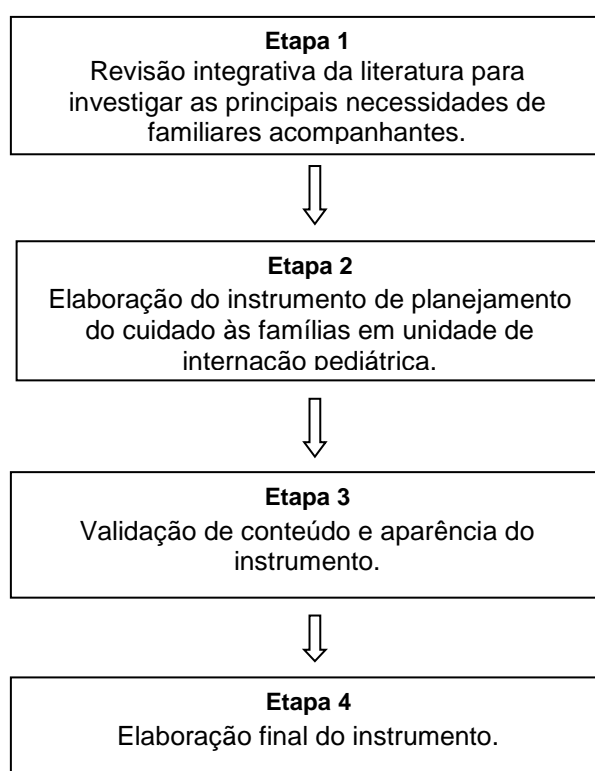 Etapa 1
Revisão integrativa da literatura para
investigar as principais necessidades de
familiares acompanhantes.
Etapa 2
Elaboração do instrumento de planejamento
do cuidado às famílias em unidade de
internação pediátrica.
Etapa 3
Validação de conteúdo e aparência do
instrumento.
Etapa 4
Elaboração final do instrumento.